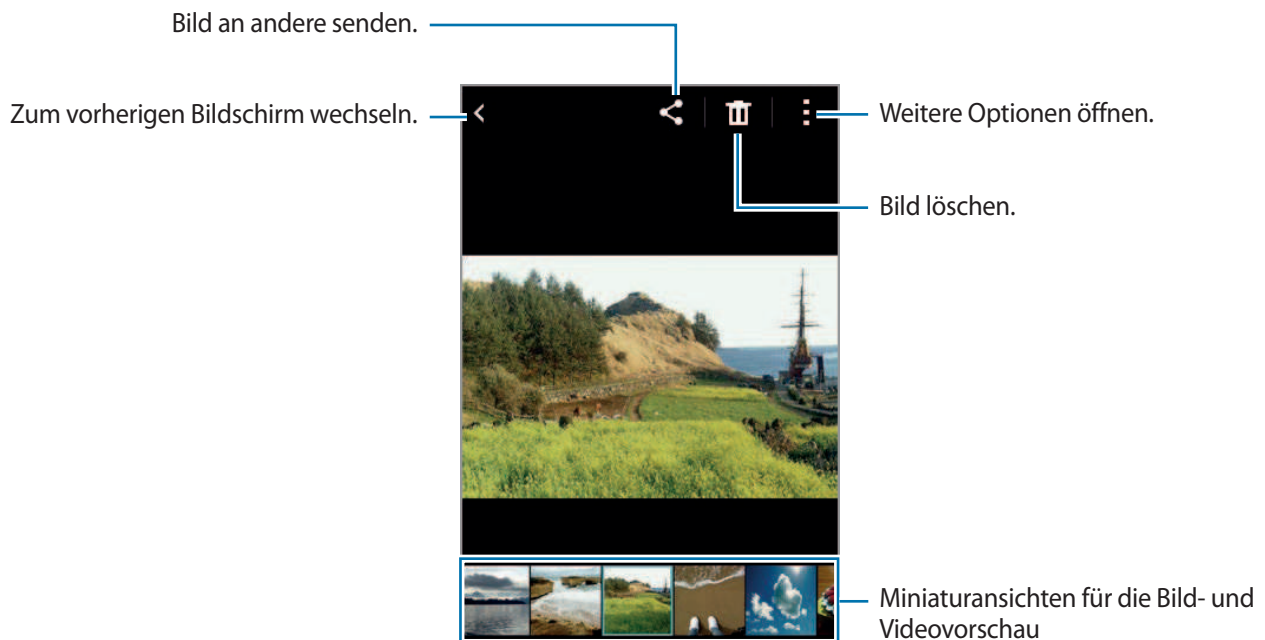 Bild an andere senden.
Zum vorherigen Bildschirm wechseln.
Weitere Optionen öffnen.
Bild löschen.
Miniaturansichten für die Bild- und
Videovorschau